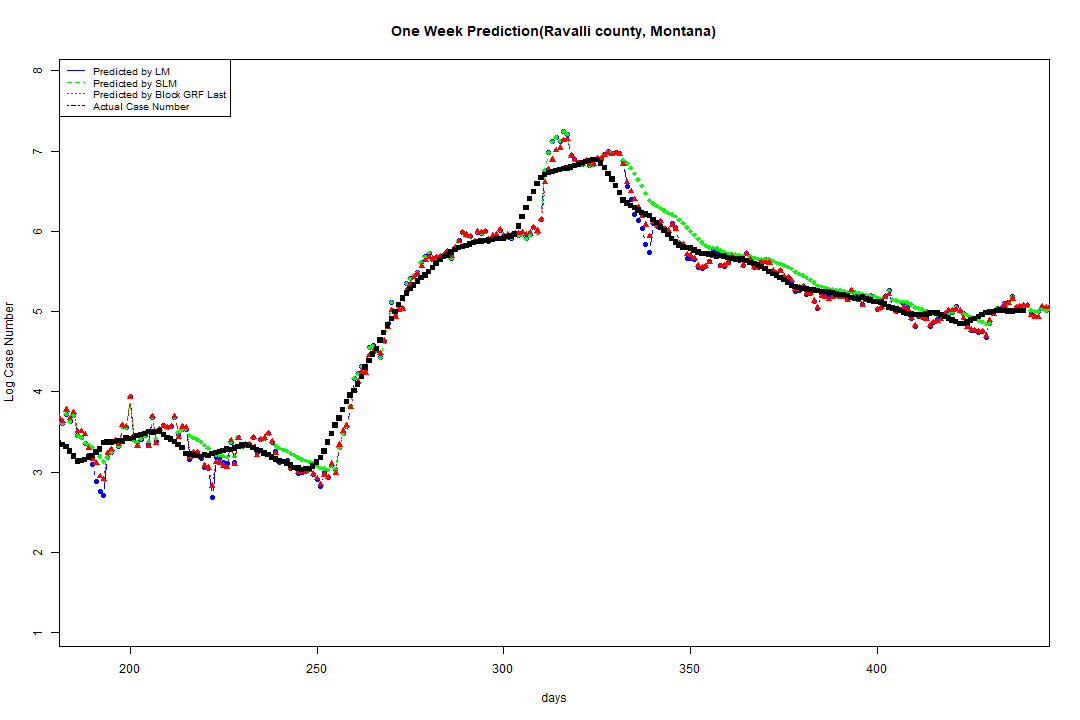 One Week Prediction(Ravalli county, Montana)
Predicted by LM
Predicted by SLM
Predicted by Block GRF Last
Actual Case Number
Log Case Number
8
7
6
5
4
3
2
1
200 250 300 350 400
days